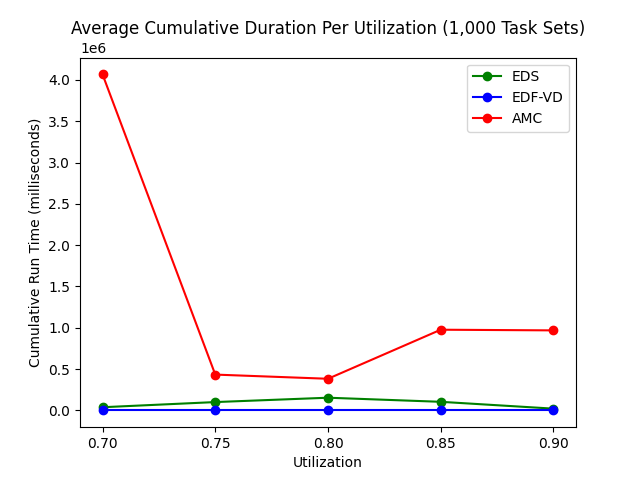 Average Cumulative Duration Per Utilization (1,000 Task Sets)
1e6
EDS
EDF-VD
AMC
Cumulative Run Time (milliseconds)
4.0
3.5
3.0
2.5
2.0
1.5
1.0
0.5
0.0
0.70 0.75 0.80 0.85 0.90
Utilization